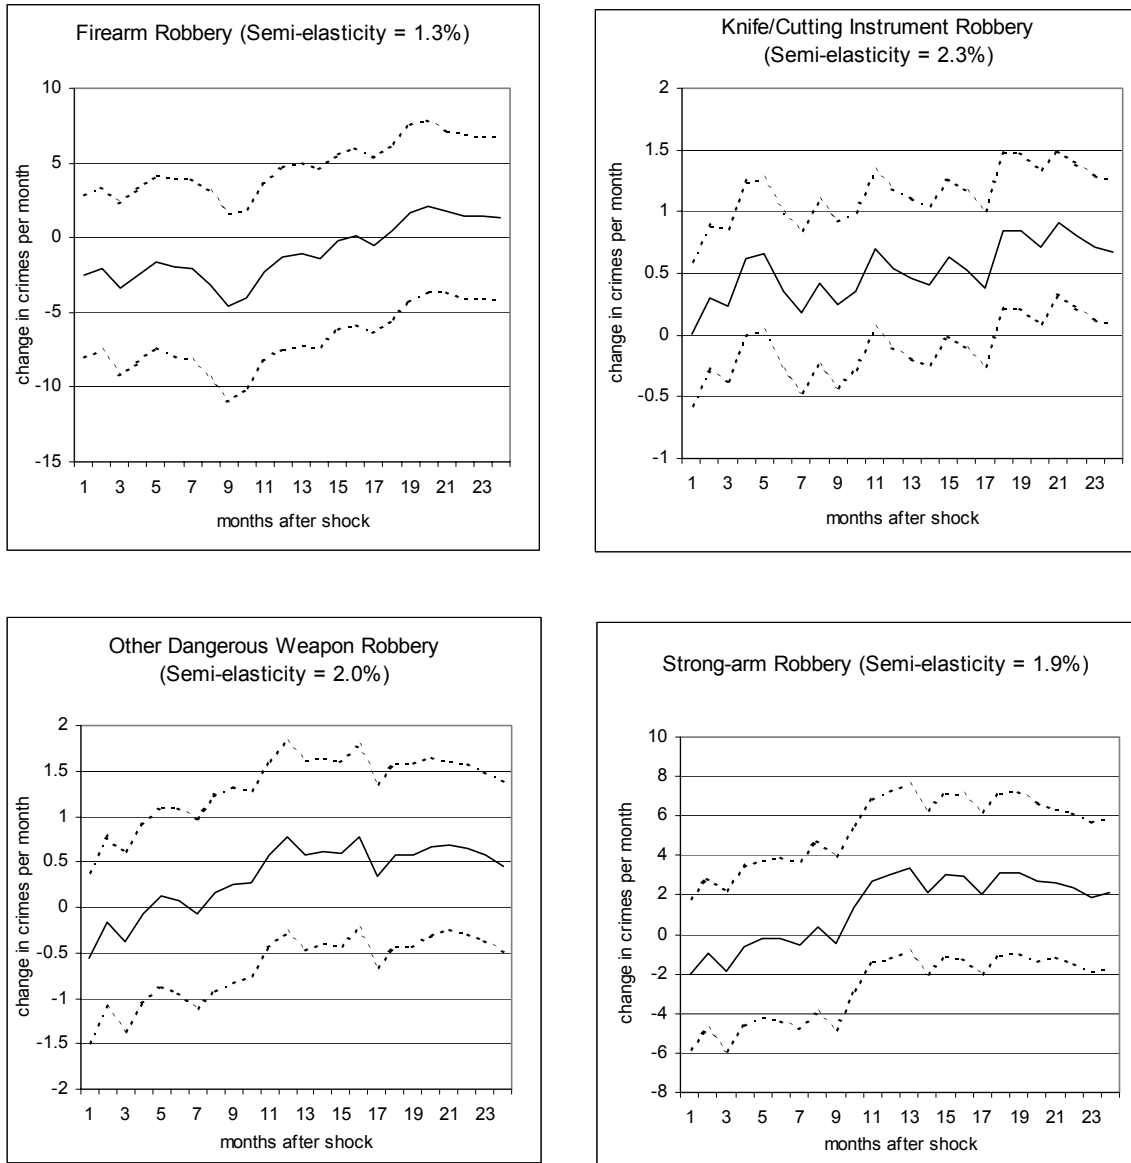 Firearm Robbery (Semi-elasticity = 1.3%)
change in crimes per month
10
5
0
-5
-10
-15
1 3 5 7 9 11 13 15 17 19 21 23
months after shock
Knife/Cutting Instrument Robbery
(Semi-elasticity = 2.3%)
change in crimes per month
2
1.5
1
0.5
0
-0.5
-1
1 3 5 7 9 11 13 15 17 19 21 23
months after shock
Other Dangerous Weapon Robbery
(Semi-elasticity = 2.0%)
change in crimes per month
2
1.5
1
0.5
0
-0.5
-1
-1.5
-2
1 3 5 7 9 11 13 15 17 19 21 23
months after shock
Strong-arm Robbery (Semi-elasticity = 1.9%)
change in crimes per month
10
8
6
4
2
0
-2
-4
-6
-8
1 3 5 7 9 11 13 15 17 19 21 23
months after shock